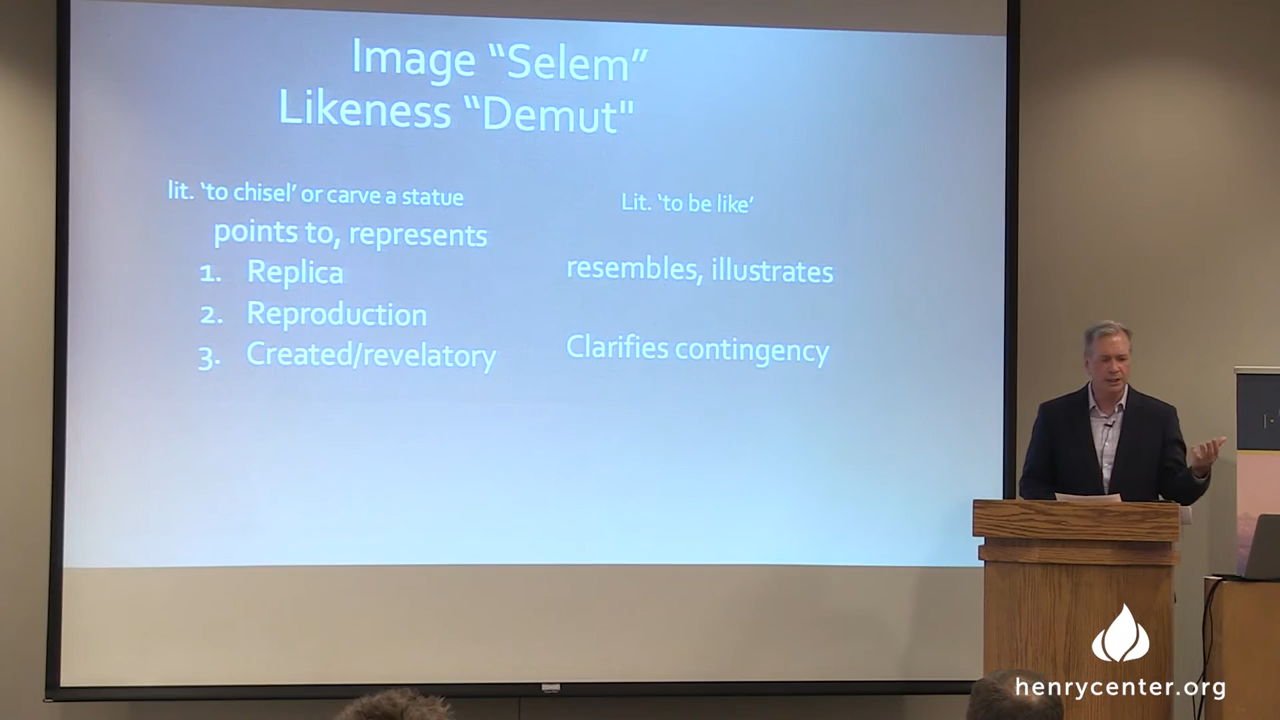 Image “Selem”
Likeness “Demut"
lit. ‘to chisel’ or carve a statue
points to, represents
1. Replica
2. Reproduction
3. Created/revelatory
Lit. ‘to be like’
resembles, illustrates
Clarifies contingency
henrycenter.org